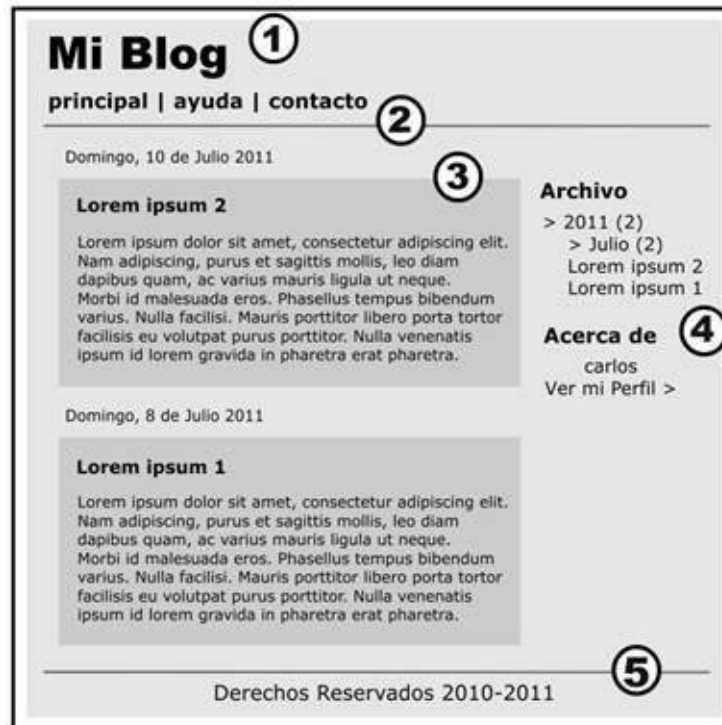 Mi Blog
1
principal | ayuda | contacto
2
Domingo, 10 de Julio 2011
3
Lorem ipsum 2
Lorem ipsum dolor sit amet, consectetur adipiscing elit.
Nam adipiscing, purus et sagittis mollis, leo diam
dapibus quam, ac varius mauris ligula ut neque.
Morbi id malesuada eros. Phasellus tempus bibendum
varius. Nulla facilisi. Mauris porttitor libero porta tortor
facilisis eu volutpat purus porttitor. Nulla venenatis
ipsum id lorem gravida in pharetra erat pharetra.
Domingo, 8 de Julio 2011
Lorem ipsum 1
Lorem ipsum dolor sit amet, consectetur adipiscing elit.
Nam adipiscing, purus et sagittis mollis, leo diam
dapibus quam, ac varius mauris ligula ut neque.
Morbi id malesuada eros. Phasellus tempus bibendum
varius. Nulla facilisi. Mauris porttitor libero porta tortor
facilisis eu volutpat purus porttitor. Nulla venenatis
ipsum id lorem gravida in pharetra erat pharetra.
Archivo
> 2011 (2)
> Julio (2)
Lorem ipsum 2
Lorem ipsum 1
Acerca de
4
carlos
Ver mi Perfil >
5
Derechos Reservados 2010-2011